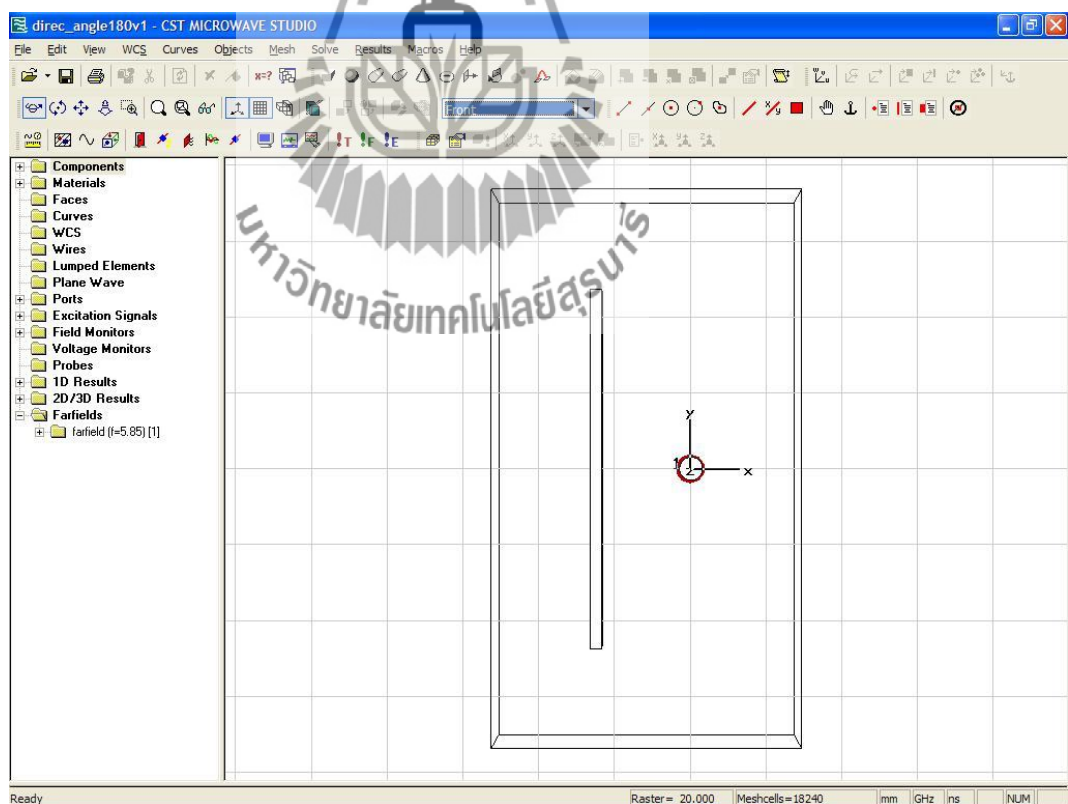 direc_angle180v1 - CST MICROWAVE STUDIO
File Edit View WCS Curves Objects Mesh Solve Results Macros Help
x=?
Front
T F E
Components
Materials
Faces
Curves
WCS
Wires
Lumped Elements
Plane Wave
Ports
Excitation Signals
Field Monitors
Voltage Monitors
Probes
1D Results
2D/3D Results
Farfields
farfield (f=5.85) [1]
มหาวิทยาลัยเทคโนโลยีสุรนารี
y
1 z x
Ready Raster= 20.000 Meshcells=18240 mm GHz ns NUM